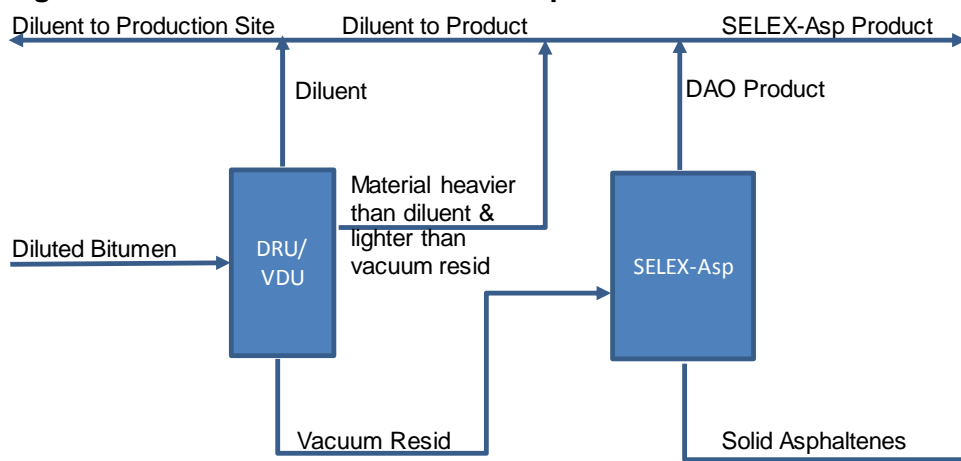 Diluent to Production Site
Diluent to Product
SELEX-Asp Product
Diluent
DAO Product
Material heavier
than diluent &
lighter than
vacuum resid
Diluted Bitumen
DRU/
VDU
SELEX-Asp
Vacuum Resid
Solid Asphaltenes